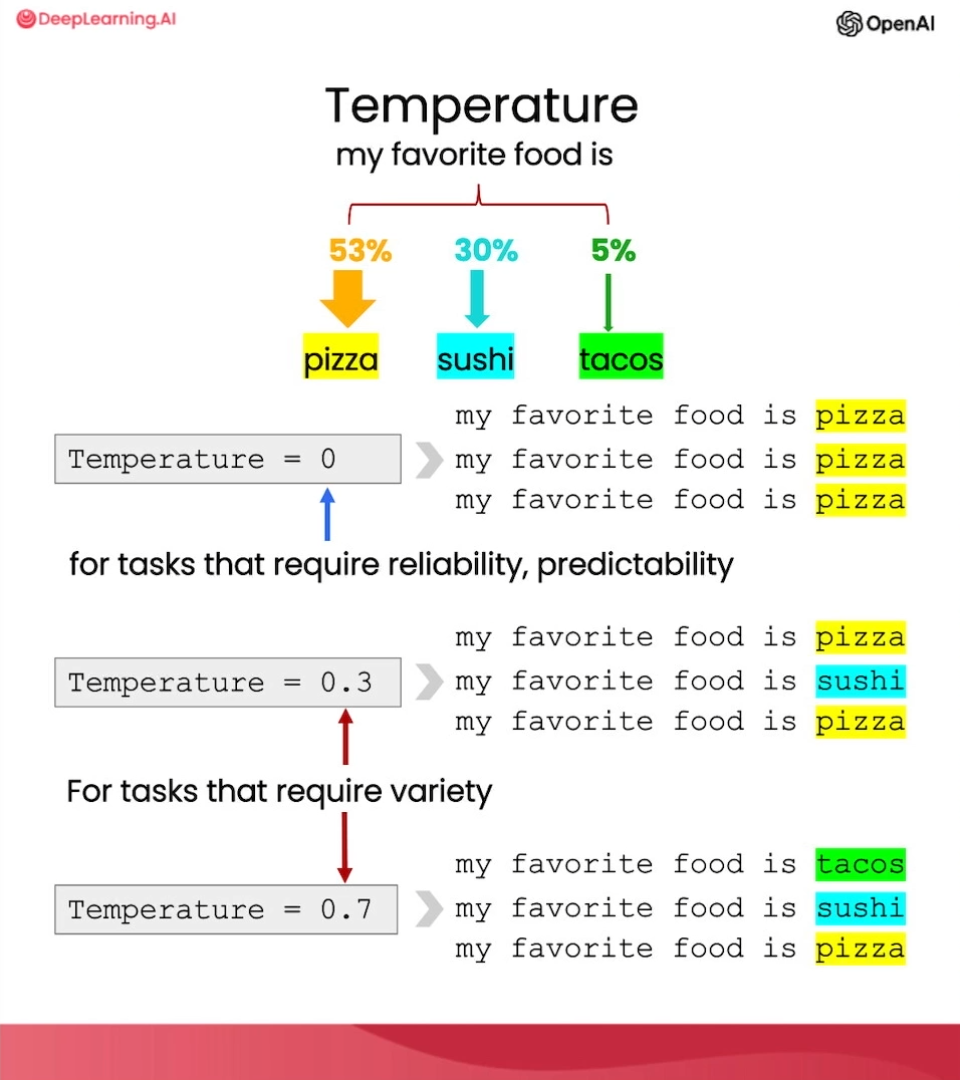 DeepLearning.AI
OpenAI
Temperature
my favorite food is
53% 30% 5%
pizza sushi tacos
my favorite food is pizza
Temperature = 0
my favorite food is pizza
my favorite food is pizza
for tasks that require reliability, predictability
my favorite food is pizza
Temperature = 0.3
my favorite food is sushi
my favorite food is pizza
For tasks that require variety
my favorite food is tacos
Temperature = 0.7
my favorite food is sushi
my favorite food is pizza